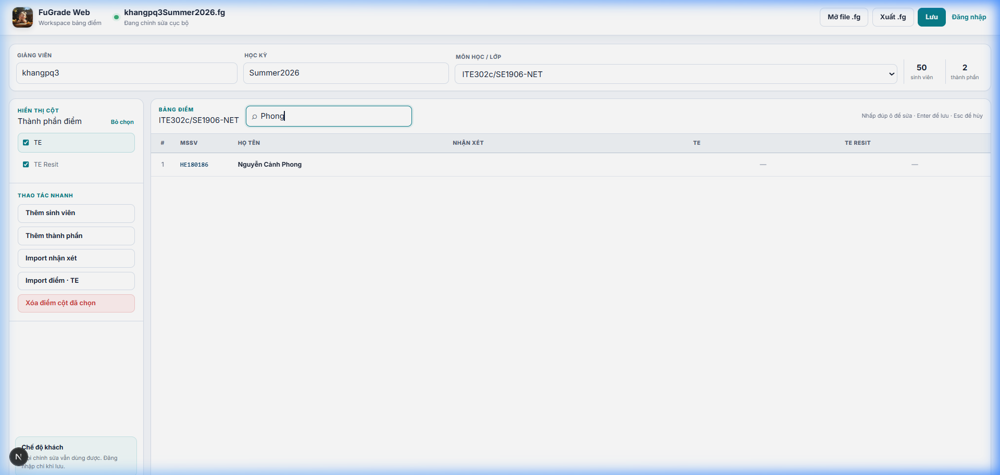 FuGrade Web
Workspace bảng điểm
khangpq3Summer2026.fg
Đang chỉnh sửa cục bộ
Mở file .fg
Xuất .fg
Lưu
Đăng nhập
GIẢNG VIÊN
khangpq3
HỌC KỲ
Summer2026
MÔN HỌC / LỚP
ITE302c/SE1906-NET
50
sinh viên
2
thành phần
HIỂN THỊ CỘT
Thành phần điểm
Bỏ chọn
TE
TE Resit
THAO TÁC NHANH
Thêm sinh viên
Thêm thành phần
Import nhận xét
Import điểm · TE
Xóa điểm cột đã chọn
Chế độ khách
chỉnh sửa vẫn dùng được. Đăng
nhập chỉ khi lưu.
N
BẢNG ĐIỂM
ITE302c/SE1906-NET
Phong
Nhấp đúp ô để sửa · Enter để lưu · Esc để hủy
# MSSV HỌ TÊN NHẬN XÉT TE TE RESIT
1 HE180186 Nguyễn Cảnh Phong — —